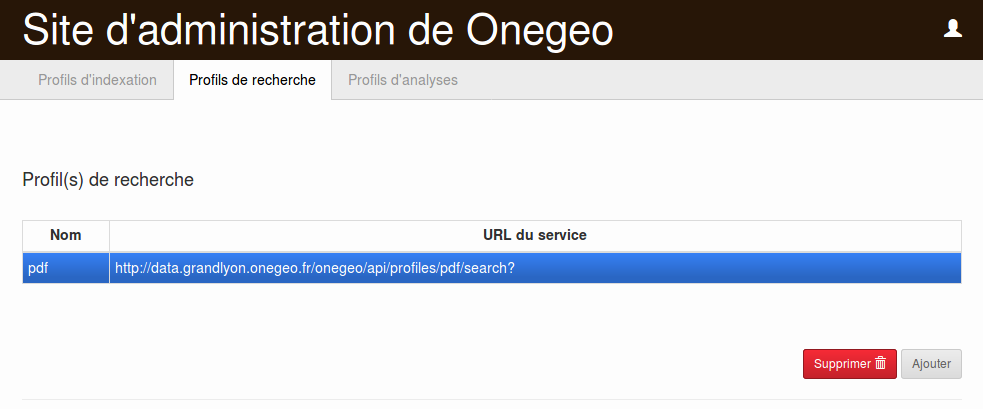 Site d'administration de Onegeo
Profils d'indexation Profils de recherche Profils d'analyses
Profil(s) de recherche
Nom URL du service
pdf http://data.grandlyon.onegeo.fr/onegeo/api/profiles/pdf/search?
Supprimer Ajouter